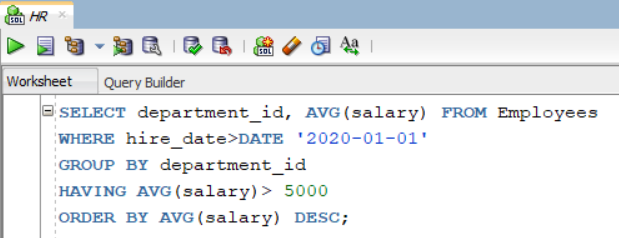 HR
SQL
Worksheet Query Builder
SELECT department_id, AVG(salary) FROM Employees
WHERE hire_date>DATE '2020-01-01'
GROUP BY department_id
HAVING AVG(salary)> 5000
ORDER BY AVG(salary) DESC;